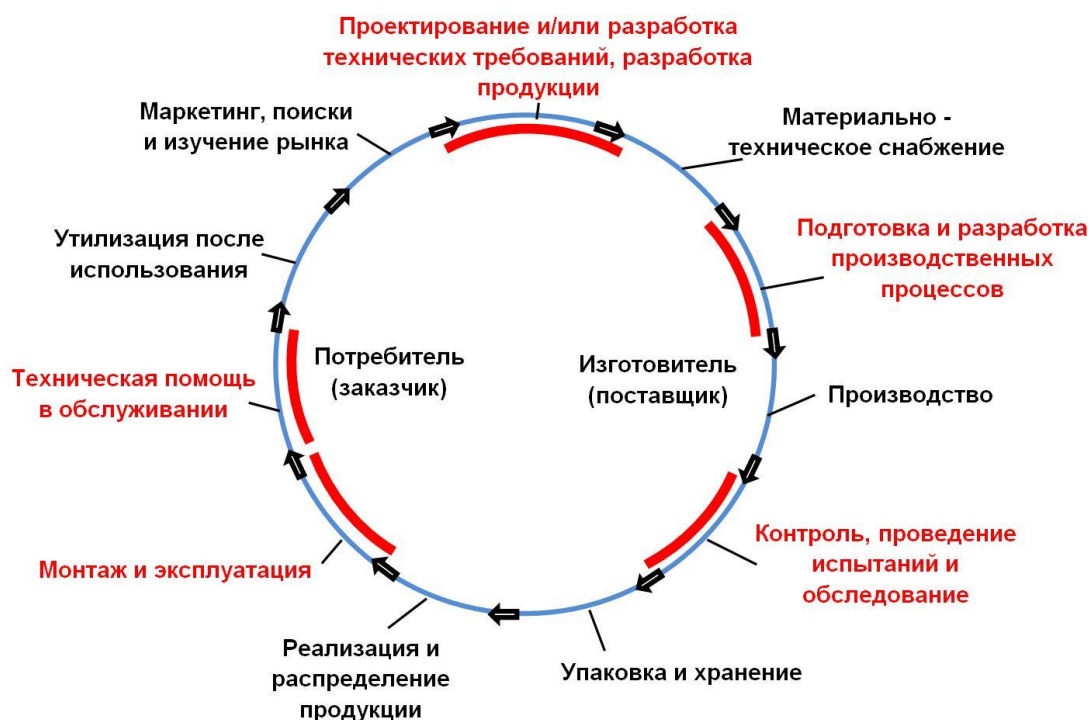 Проектирование и/или разработка
технических требований, разработка
продукции
Маркетинг, поиски
и изучение рынка
Материально -
техническое снабжение
Утилизация после
использования
Подготовка и разработка
производственных
процессов
Потребитель
(заказчик)
Изготовитель
(поставщик)
Техническая помощь
в обслуживании
Производство
Монтаж и эксплуатация
Контроль, проведение
испытаний и
обследование
Реализация и
распределение
продукции
Упаковка и хранение